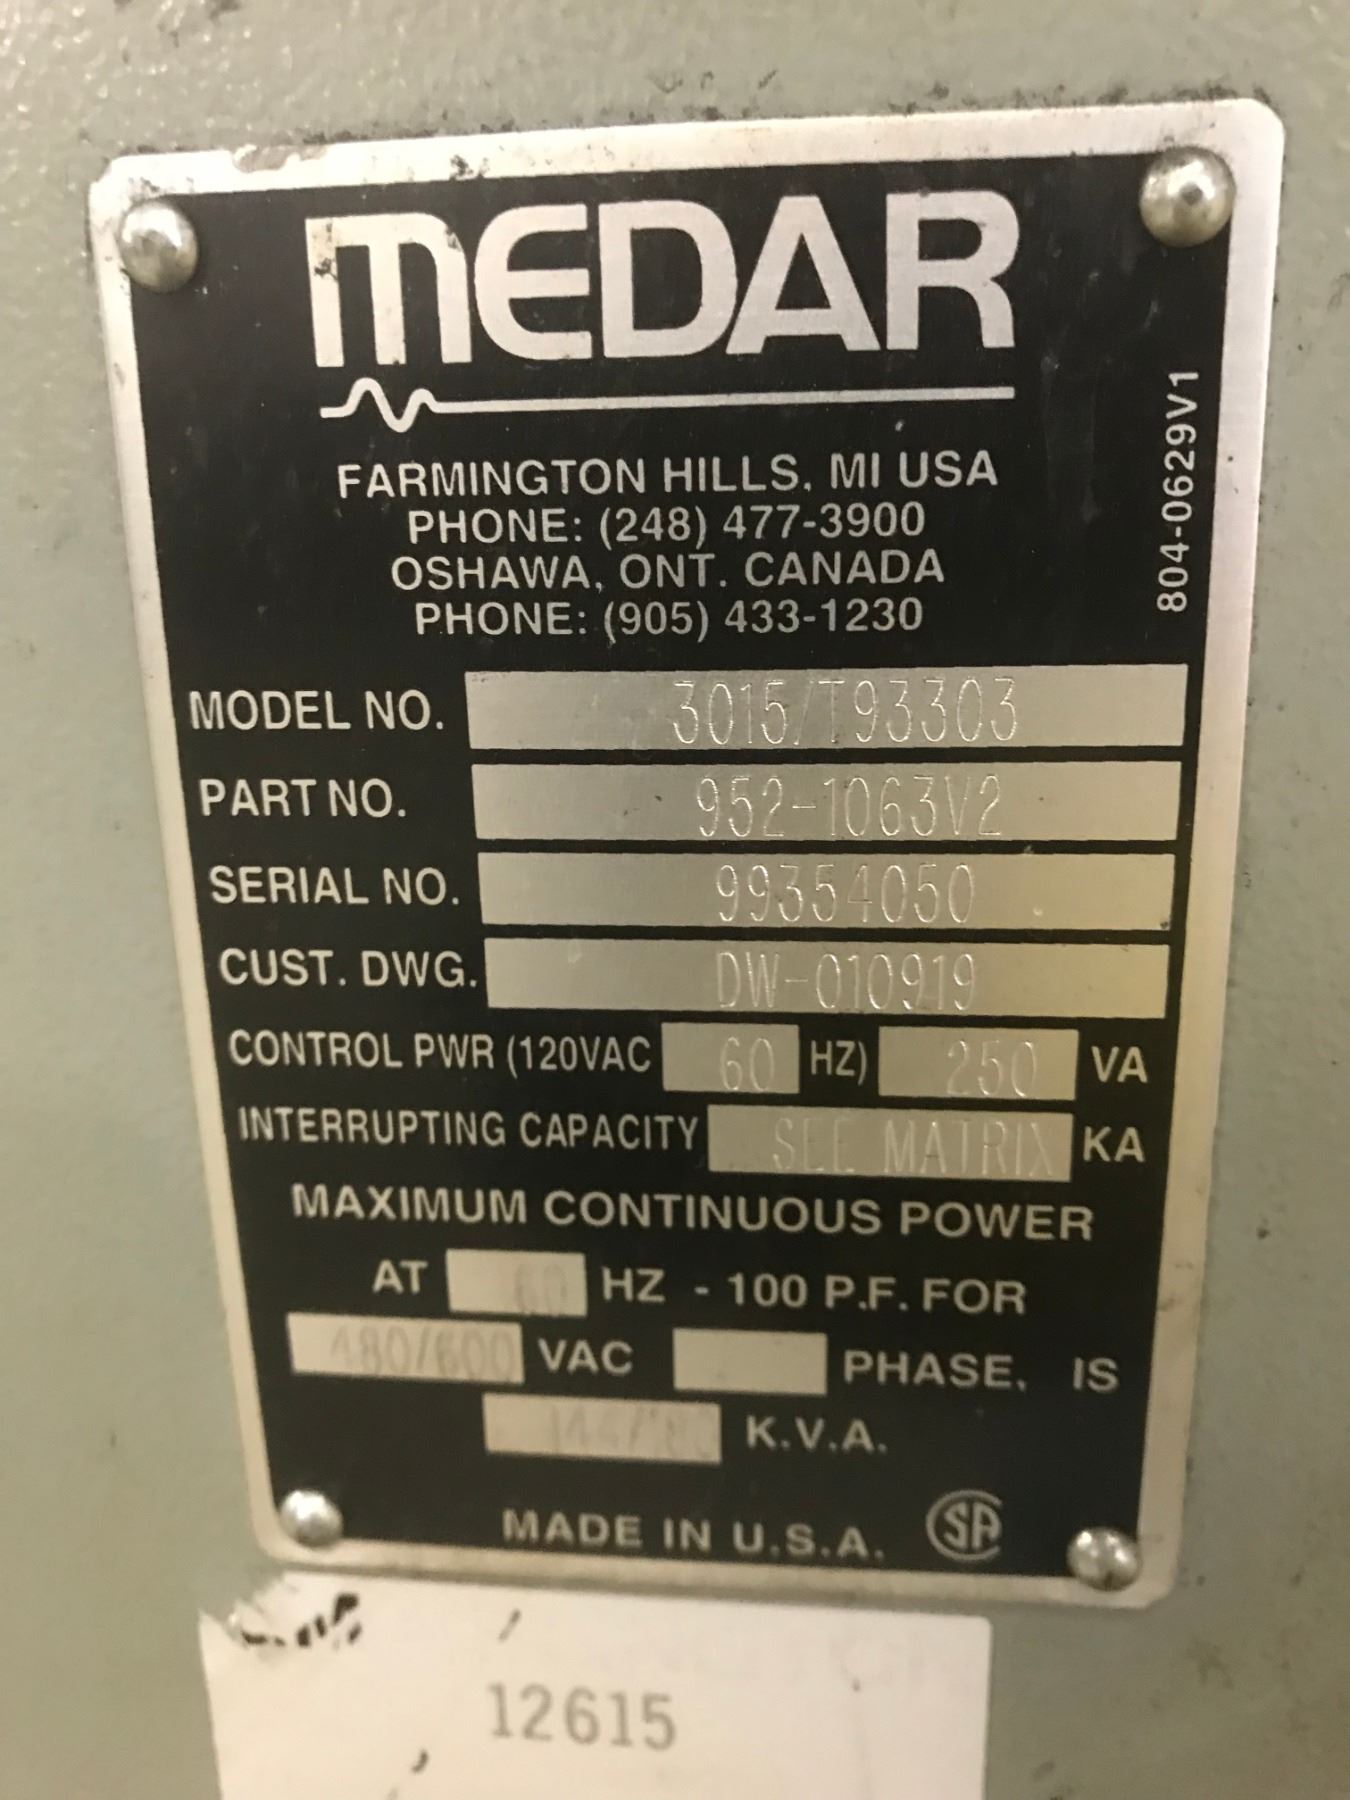 MEDAR
FARMINGTON HILLS, MI USA
PHONE: (248) 477-3900
OSHAWA, ONT. CANADA
PHONE: (905) 433-1230
804-0629V1
MODEL NO. 3015/T93303
PART NO. 952-1063V2
SERIAL NO. 99354050
CUST. DWG. DW-010919
CONTROL PWR (120VAC 60 HZ) 250 VA
INTERRUPTING CAPACITY SEE MATRIX KA
MAXIMUM CONTINUOUS POWER
AT 60 HZ - 100 P.F. FOR
480/600 VAC PHASE, IS
K.V.A.
MADE IN U.S.A. SA
12615